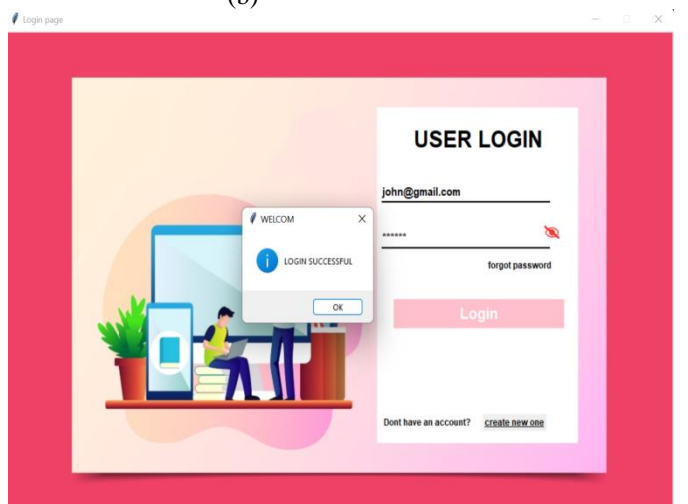 (b)
Login page
USER LOGIN
john@gmail.com
WELCOM
******
LOGIN SUCCESSFUL
forgot password
OK
Login
Dont have an account? create new one